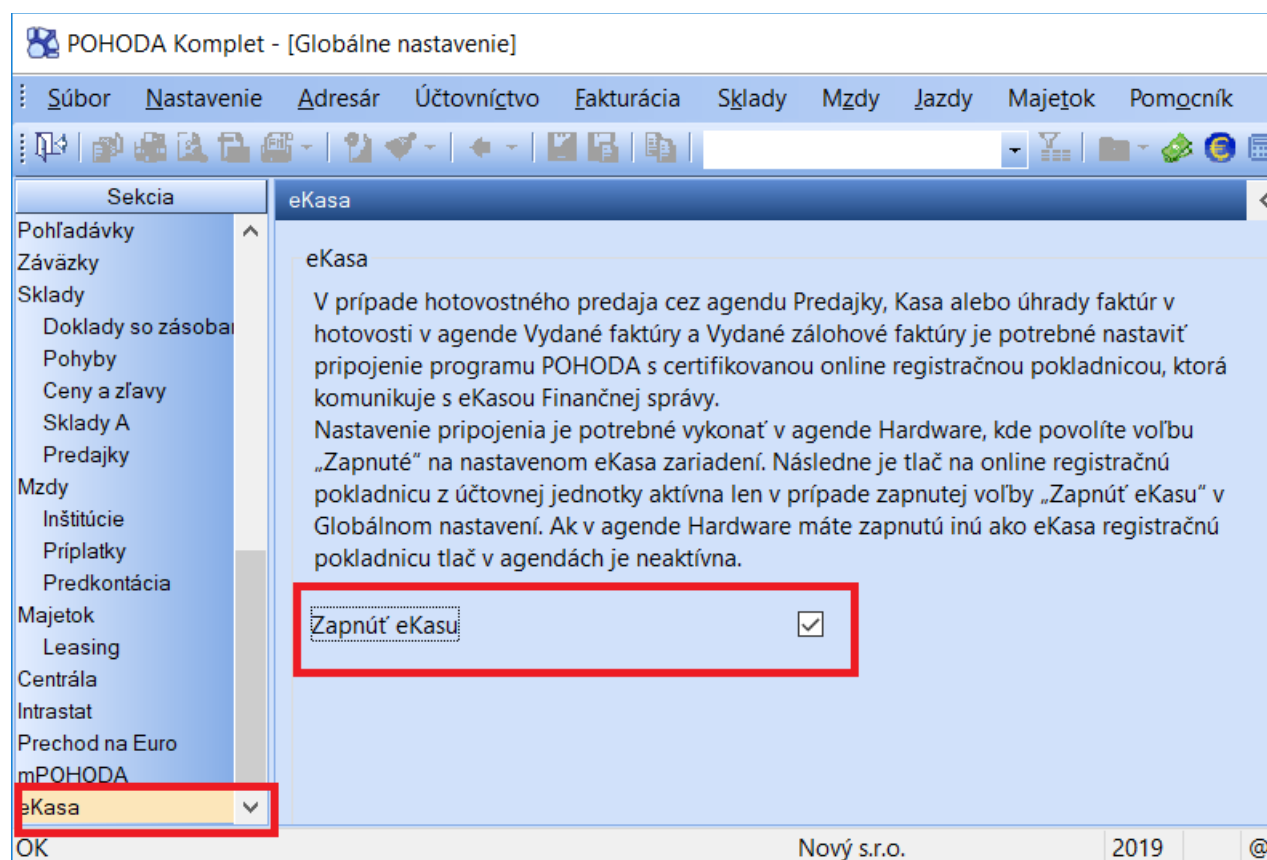 POHODA Komplet - [Globálne nastavenie]
Súbor Nastavenie Adresár Účtovníctvo Fakturácia Sklady Mzdy Jazdy Majetok Pomocník
Sekcia
Pohľadávky
Záväzky
Sklady
Doklady so zásobai
Pohyby
Ceny a zľavy
Sklady A
Predajky
Mzdy
Inštitúcie
Príplatky
Predkontácia
Majetok
Leasing
Centrála
Intrastat
Prechod na Euro
mPOHODA
eKasa
eKasa
eKasa
V prípade hotovostného predaja cez agendu Predajky, Kasa alebo úhrady faktúr v
hotovosti v agende Vydané faktúry a Vydané zálohové faktúry je potrebné nastaviť
pripojenie programu POHODA s certifikovanou online registračnou pokladnicou, ktorá
komunikuje s eKasou Finančnej správy.
Nastavenie pripojenia je potrebné vykonať v agende Hardware, kde povolíte voľbu
„Zapnuté“ na nastavenom eKasa zariadení. Následne je tlač na online registračnú
pokladnicu z účtovnej jednotky aktívna len v prípade zapnutej voľby „Zapnúť eKasu“ v
Globálnom nastavení. Ak v agende Hardware máte zapnutú inú ako eKasa registračnú
pokladnicu tlač v agendách je neaktívna.
Zapnúť eKasu
OK Nový s.r.o. 2019 @